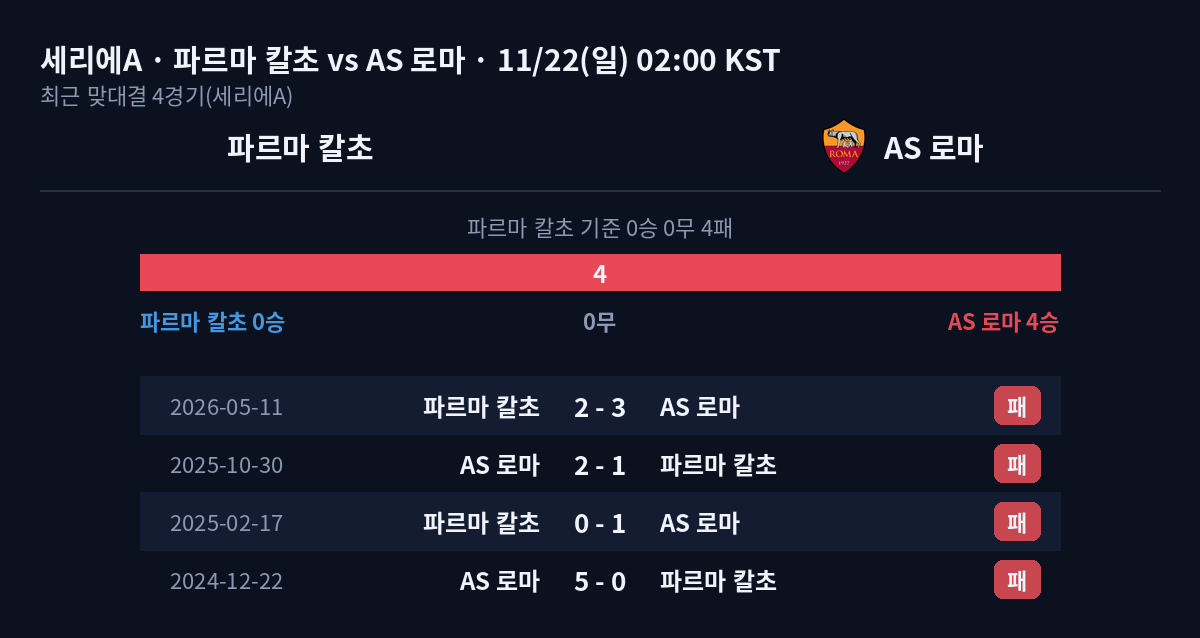 세리에A · 파르마 칼초 vs AS 로마 · 11/22(일) 02:00 KST
최근 맞대결 4경기(세리에A)
파르마 칼초
ROMA
1927
AS 로마
파르마 칼초 기준 0승 0무 4패
4
파르마 칼초 0승 0무 AS 로마 4승
2026-05-11 파르마 칼초 2 - 3 AS 로마 패
2025-10-30 AS 로마 2 - 1 파르마 칼초 패
2025-02-17 파르마 칼초 0 - 1 AS 로마 패
2024-12-22 AS 로마 5 - 0 파르마 칼초 패